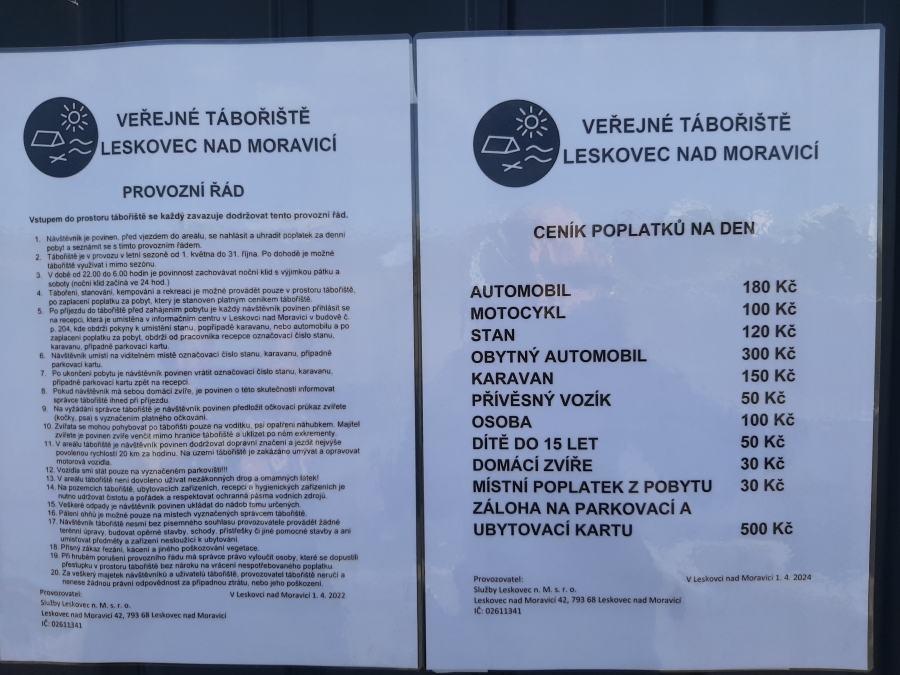 VEŘEJNÉ TÁBOŘIŠTĚ
LESKOVEC NAD MORAVICÍ
PROVOZNÍ ŘÁD
Vstupem do prostoru tábořiště se každý zavazuje dodržovat tento provozní řád.
1. Návštěvník je povinen, před vjezdem do areálu, se nahlásit a uhradit poplatek za denní
pobyt a seznámit se s tímto provozním řádem.
2. Tábořiště je v provozu v letní sezoně od 1. května do 31. října. Po dohodě je možné
tábořiště využívat i mimo sezónu.
3. V době od 22.00 do 6.00 hodin je povinnost zachovávat noční klid s výjimkou pátku a
soboty (noční klid začíná ve 24 hod.)
4. Táboření, stanování, kempování a rekreaci je možné provádět pouze v prostoru tábořiště,
po zaplacení poplatku za pobyt, který je stanoven platným ceníkem tábořiště.
5. Po příjezdu do tábořiště před zahájením pobytu je každý návštěvník povinen přihlásit se
na recepci, která je umístěna v informačním centru v Leskovci nad Moravicí v budově č.
p. 204, kde obdrží pokyny k umístění stanu, popřípadě karavanu, nebo automobilu a po
zaplacení poplatku za pobyt, obdrží od pracovníka recepce označovací číslo stanu,
karavanu, případně parkovací kartu.
6. Návštěvník umístí na viditelném místě označovací číslo stanu, karavanu, případně
parkovací kartu.
7. Po ukončení pobytu je návštěvník povinen vrátit označovací číslo stanu, karavanu,
případně parkovací kartu zpět na recepci.
8. Pokud návštěvník má sebou domácí zvíře, je povinen o této skutečnosti informovat
správce tábořiště ihned při příjezdu.
9. Na vyžádání správce tábořiště je návštěvník povinen předložit očkovací průkaz zvířete
(kočky, psa) s vyznačením platného očkování.
10. Zvířata se mohou pohybovat po tábořišti pouze na vodítku, psi opatřeni náhubkem. Majitel
zvířete je povinen zvíře venčit mimo hranice tábořiště a uklízet po něm exkrementy.
11. V areálu tábořiště je návštěvník povinen dodržovat dopravní značení a jezdit nejvýše
povolenou rychlostí 20 km za hodinu. Na území tábořiště je zakázáno umývat a opravovat
motorová vozidla.
12. Vozidla smí stát pouze na vyznačeném parkovišti!!!
13. V areálu tábořiště není dovoleno užívat nezákonných drog a omamných látek!
14. Na pozemcích tábořiště, ubytovacích zařízeních, recepci a hygienických zařízeních je
nutno udržovat čistotu a pořádek a respektovat ochranná pásma vodních zdrojů.
15. Veškeré odpady je návštěvník povinen ukládat do nádob tomu určených.
16. Pálení ohňů je možné pouze na místech vyznačených správcem tábořiště.
17. Návštěvník tábořiště nesmí bez písemného souhlasu provozovatele provádět žádné
terénní úpravy, budovat opěrné stavby, schody, přístřešky či jiné pomocné stavby a ani
umisťovat předměty a zařízení nesloužící k ubytování.
18. Přísný zákaz řezání, kácení a jiného poškozování vegetace.
19. Při hrubém porušení provozního řádu má správce právo vyloučit osoby, které se dopustili
přestupku v prostoru tábořiště bez nároku na vrácení nespotřebovaného poplatku.
20. Za veškerý majetek návštěvníků a uživatelů tábořiště, provozovatel tábořiště neručí a
nenese žádnou právní odpovědnost za případnou ztrátu, nebo jeho poškození.
V Leskovci nad Moravicí 1. 4. 2022
Provozovatel:
Služby Leskovec n. M. s. r. o.
Leskovec nad Moravicí 42, 793 68 Leskovec nad Moravicí
IČ: 02611341
VEŘEJNÉ TÁBOŘIŠTĚ
LESKOVEC NAD MORAVICÍ
CENÍK POPLATKŮ NA DEN
AUTOMOBIL 180 Kč
MOTOCYKL 100 Kč
STAN 120 Kč
OBYTNÝ AUTOMOBIL 300 Kč
KARAVAN 150 Kč
PŘÍVĚSNÝ VOZÍK 50 Kč
OSOBA 100 Kč
DÍTĚ DO 15 LET 50 Kč
DOMÁCÍ ZVÍŘE 30 Kč
MÍSTNÍ POPLATEK Z POBYTU 30 Kč
ZÁLOHA NA PARKOVACÍ A
UBYTOVACÍ KARTU 500 Kč
Provozovatel: V Leskovci nad Moravicí 1. 4. 2024
Služby Leskovec n. M. s. r. o.
Leskovec nad Moravicí 42, 793 68 Leskovec nad Moravicí
IČ: 02611341